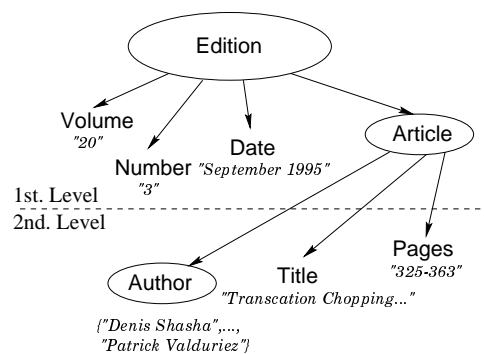 Edition
Volume
"20"
Number
"3"
Date
"September 1995"
Article
1st. Level
2nd. Level
Author
{"Denis Shasha",...,
"Patrick Valduriez"}
Title
"Transcation Chopping..."
Pages
"325-363"